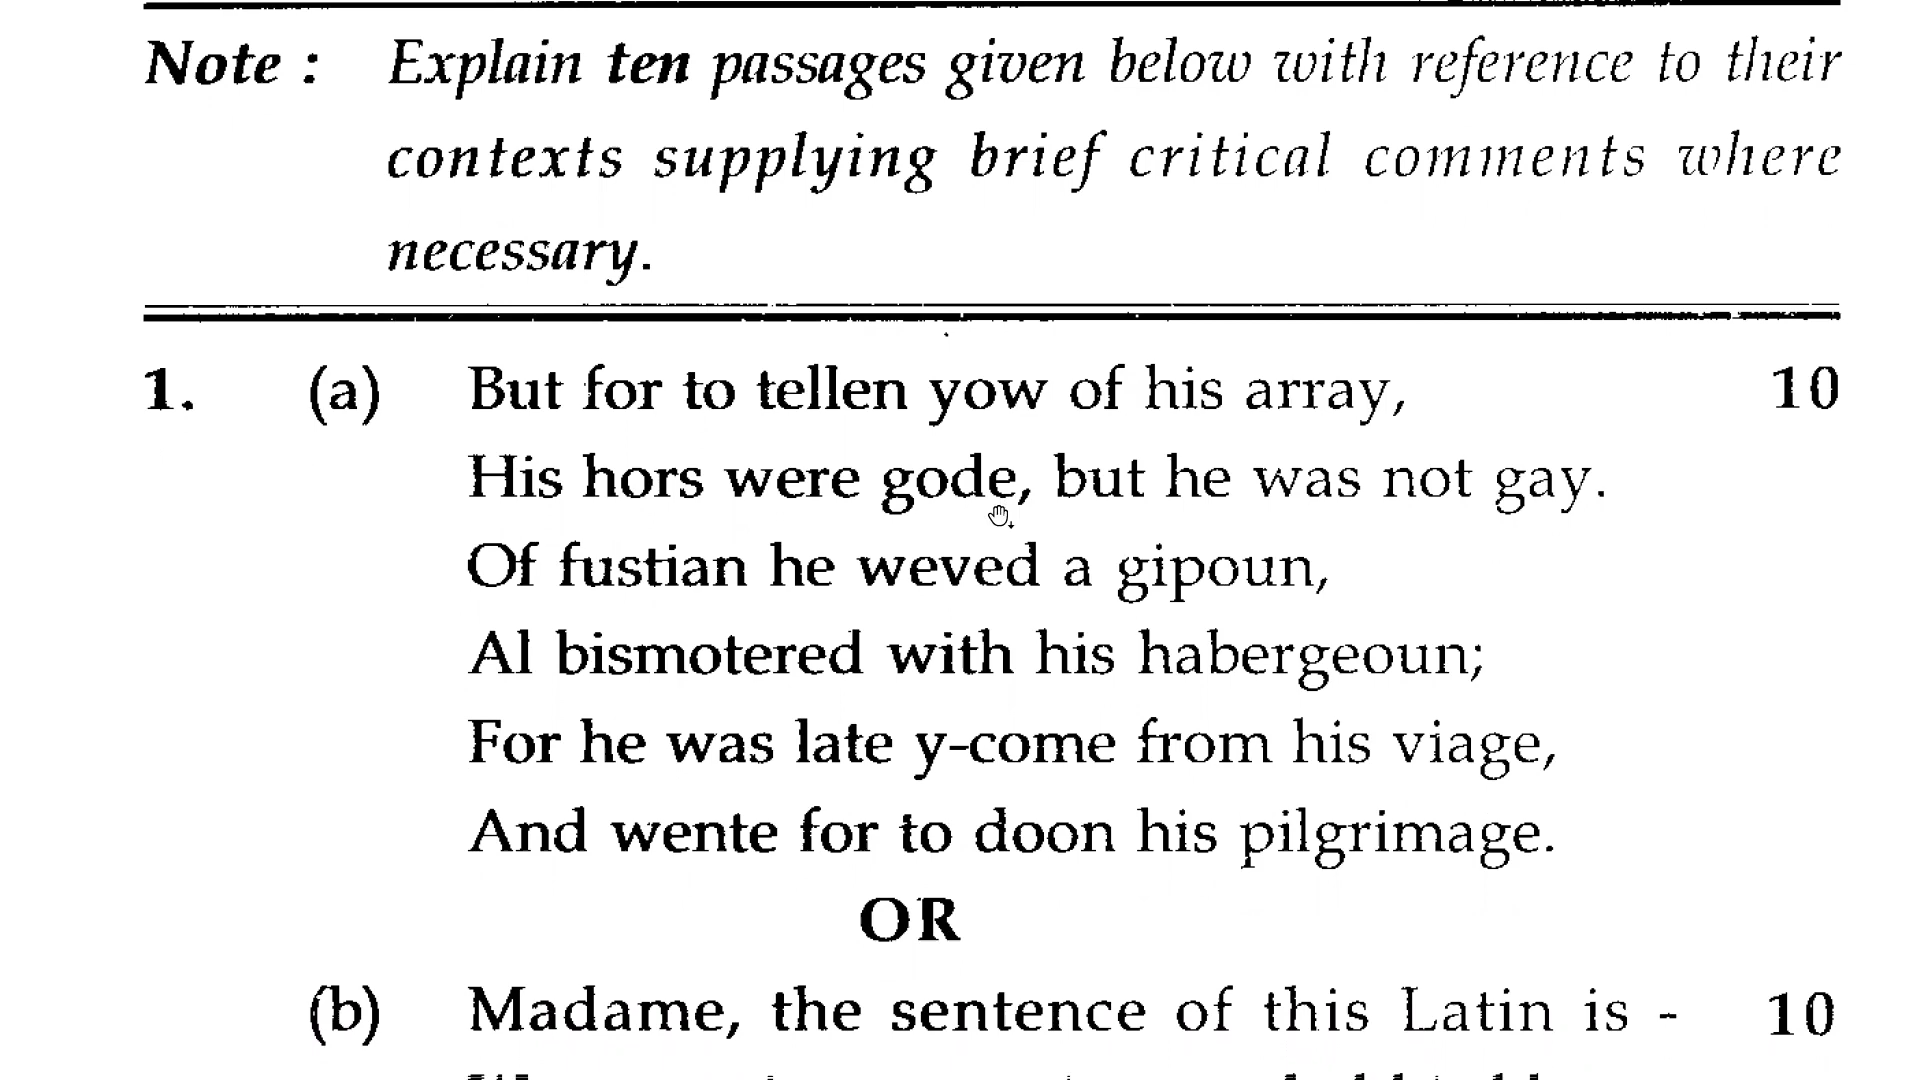 Note : Explain ten passages given below with reference to their
contexts supplying brief critical comments where
necessary.
1. (a) But for to tellen yow of his array, 10
His hors were gode, but he was not gay.
Of fustian he weved a gipoun,
Al bismotered with his habergeoun;
For he was late y-come from his viage,
And wente for to doon his pilgrimage.
OR
(b) Madame, the sentence of this Latin is - 10